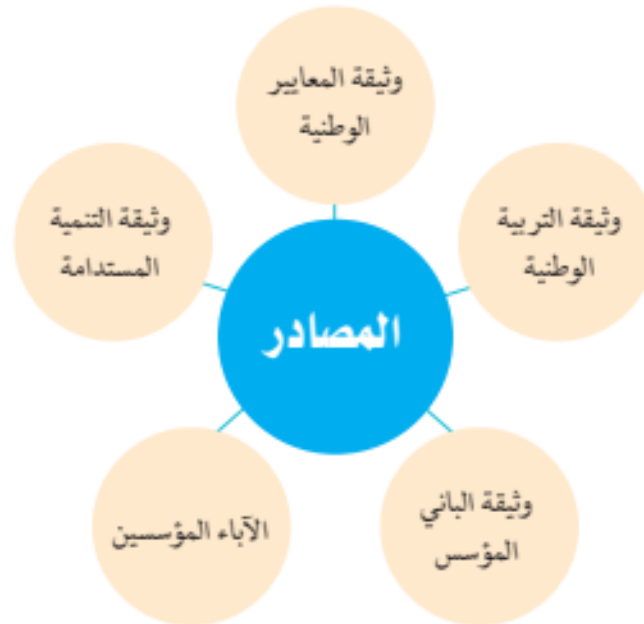 وثيقة المعايير
الوطنية
وثيقة التربية
الوطنية
وثيقة التنمية
المستدامة
المصادر
وثيقة الباني
المؤسس
الآباء المؤسسين